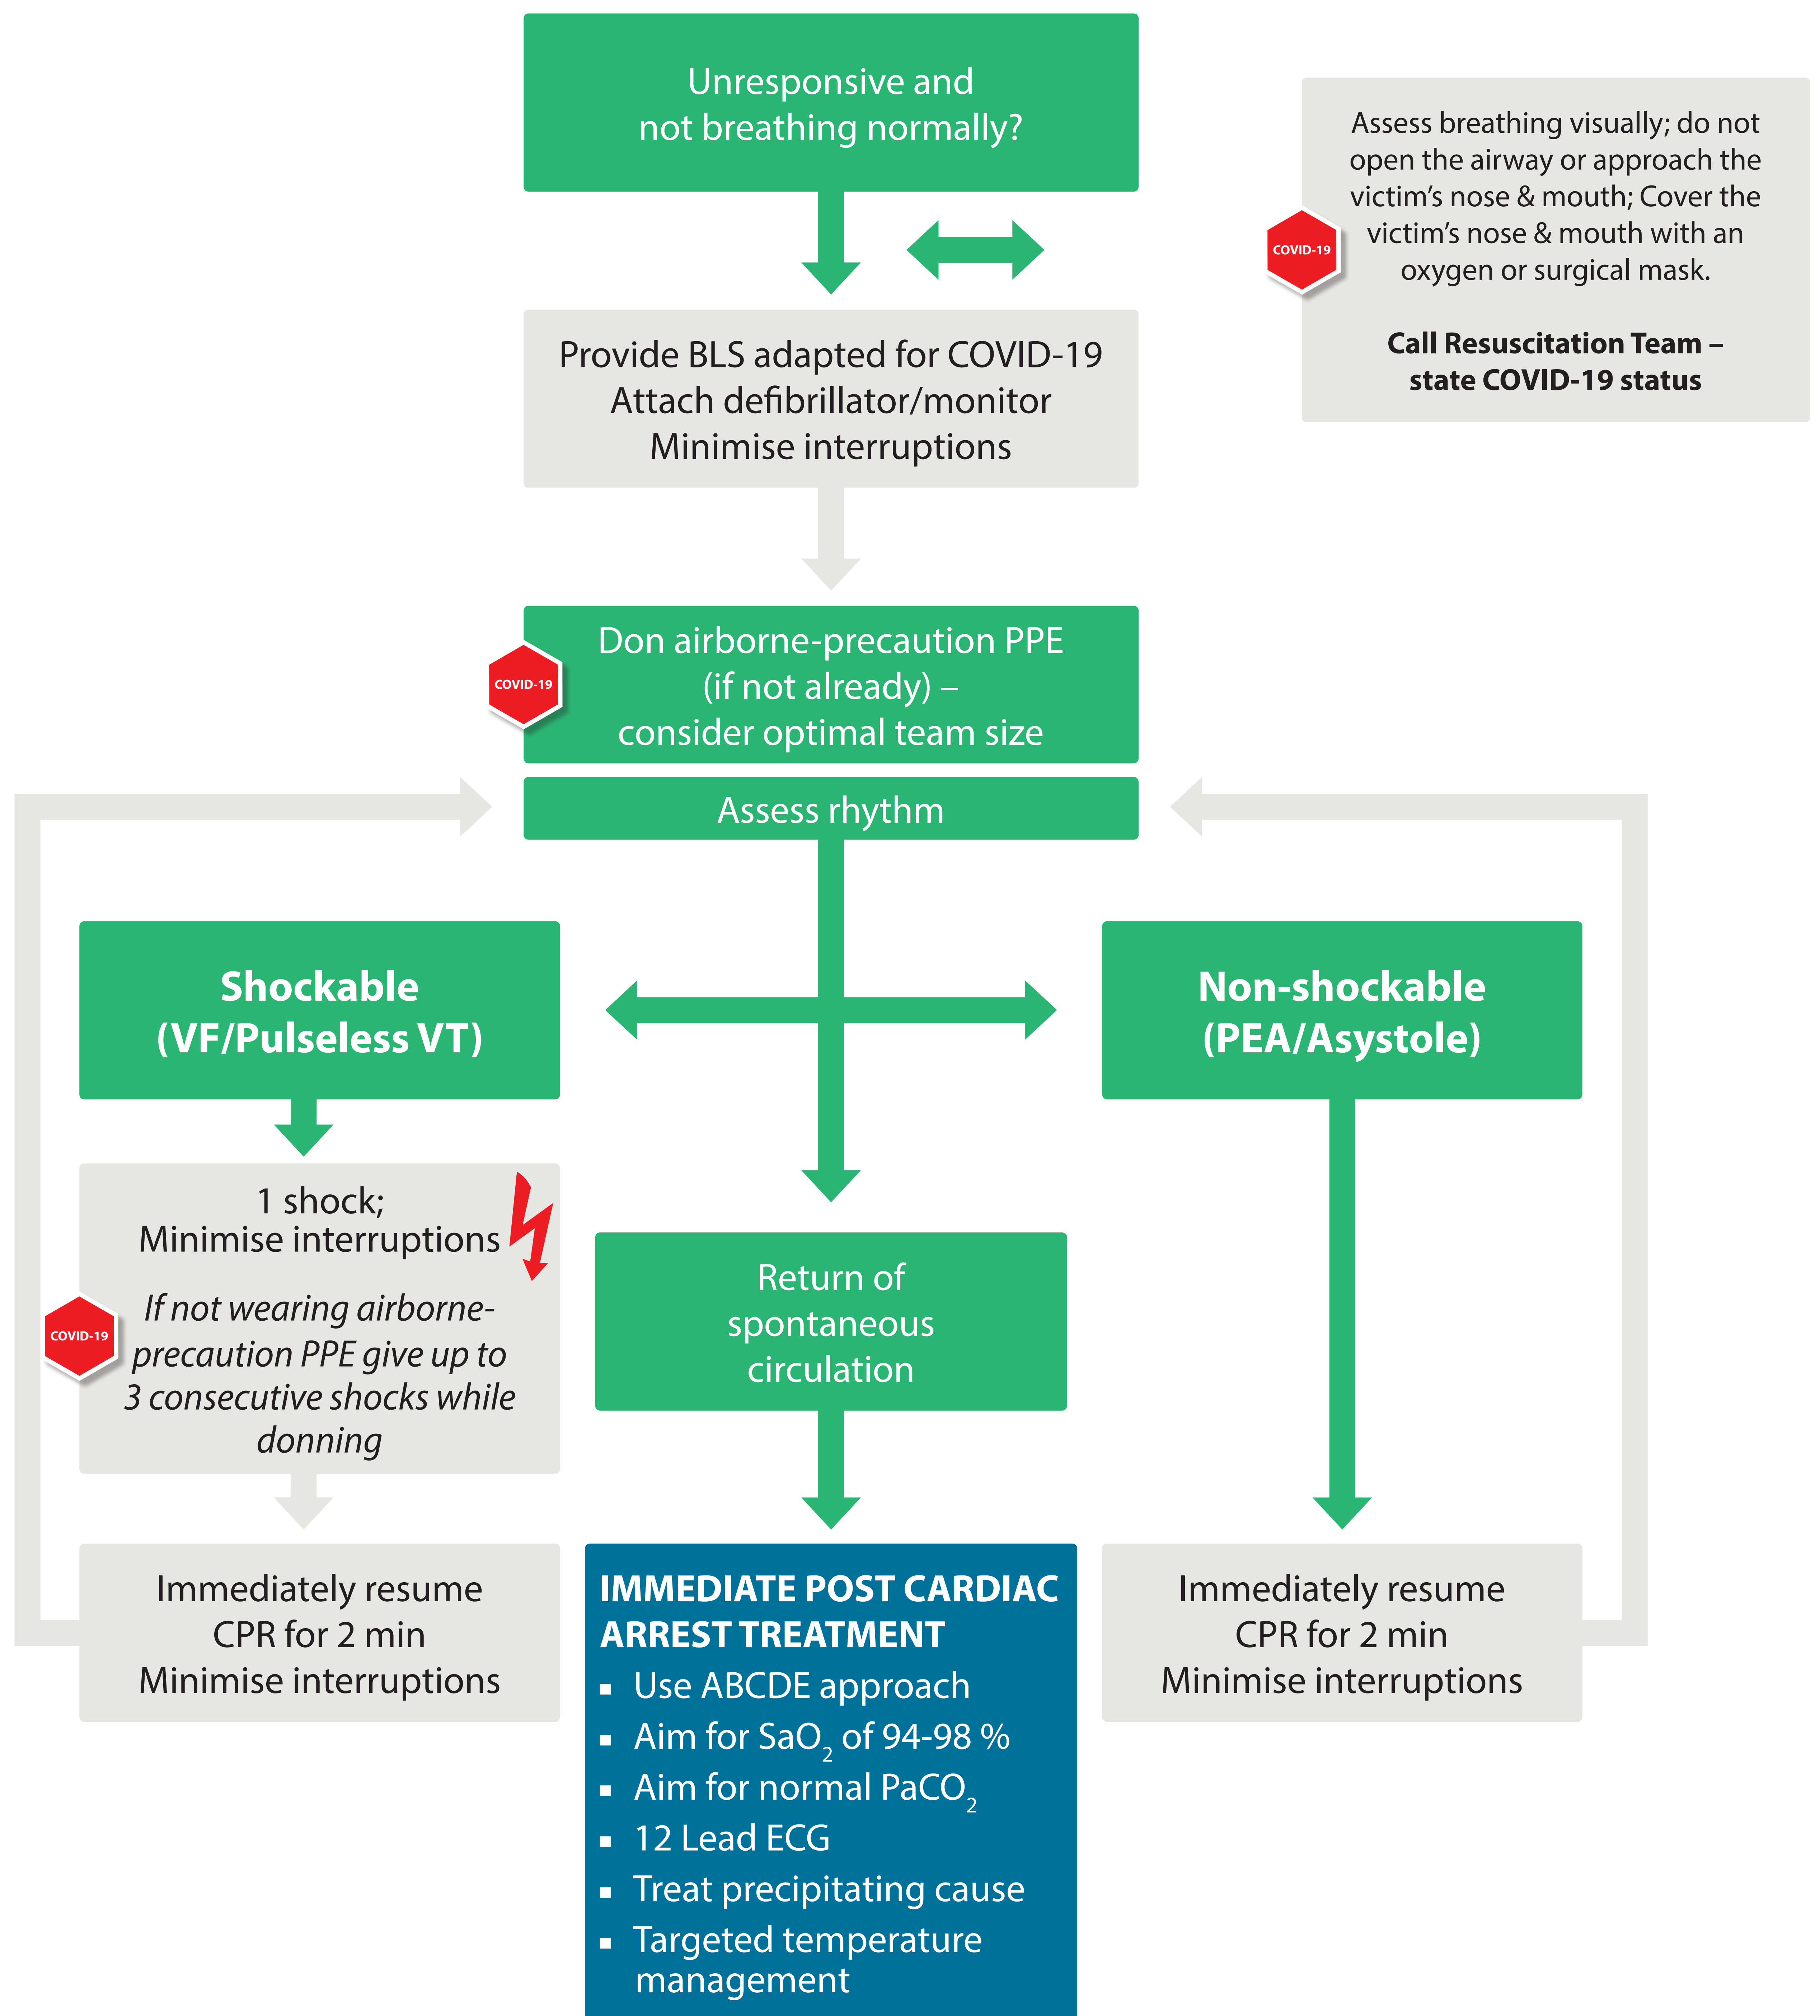 Unresponsive and
not breathing normally?
Assess breathing visually; do not
open the airway or approach the
victim’s nose & mouth; Cover the
victim’s nose & mouth with an
oxygen or surgical mask.
COVID-19
Call Resuscitation Team –
state COVID-19 status
Provide BLS adapted for COVID-19
Attach defibrillator/monitor
Minimise interruptions
Don airborne-precaution PPE
(if not already) –
consider optimal team size
COVID-19
Assess rhythm
Shockable
(VF/Pulseless VT)
Non-shockable
(PEA/Asystole)
1 shock;
Minimise interruptions
If not wearing airborne-
precaution PPE give up to
3 consecutive shocks while
donning
COVID-19
Return of
spontaneous
circulation
Immediately resume
CPR for 2 min
Minimise interruptions
IMMEDIATE POST CARDIAC
ARREST TREATMENT
▪ Use ABCDE approach
▪ Aim for SaO₂ of 94-98 %
▪ Aim for normal PaCO₂
▪ 12 Lead ECG
▪ Treat precipitating cause
▪ Targeted temperature
management
Immediately resume
CPR for 2 min
Minimise interruptions